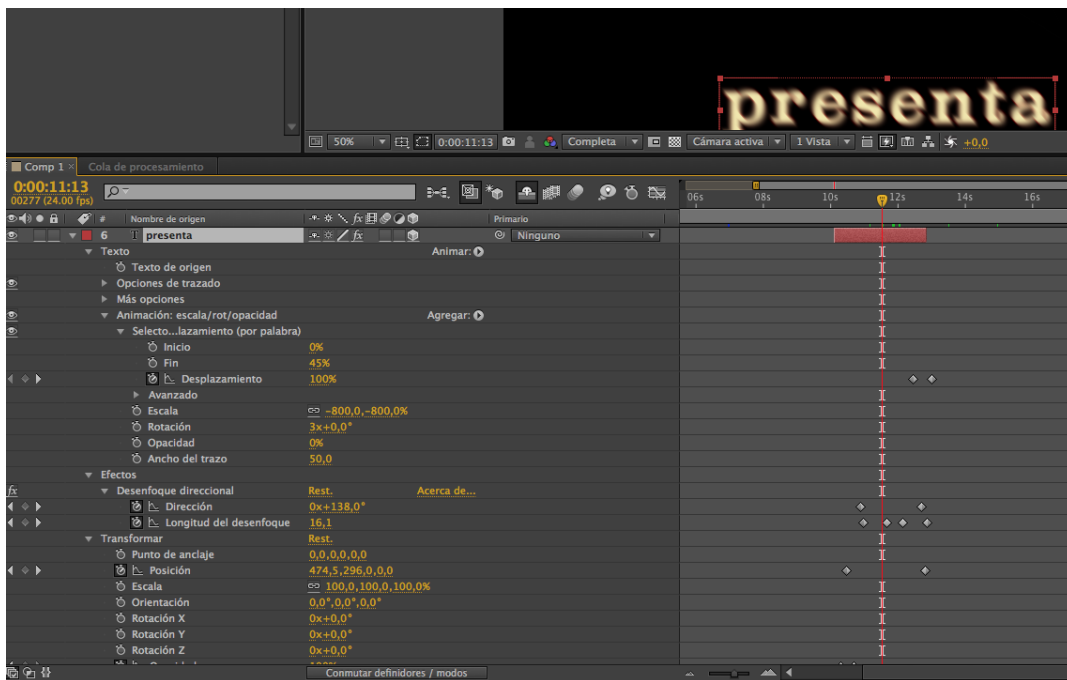 presenta
50% 0:00:11:13 Completa Cámara activa 1 Vista +0,0
Comp 1 × Cola de procesamiento
0:00:11:13
00277 (24.00 fps)
06s 08s 10s 12s 14s 16s
# Nombre de origen fx Primario
6 T presenta fx Ninguno
Texto Animar:
Texto de origen
Opciones de trazado
Más opciones
Animación: escala/rot/opacidad Agregar:
Selecto...lazamiento (por palabra)
Inicio 0%
Fin 45%
Desplazamiento 100%
Avanzado
Escala -800,0,-800,0%
Rotación 3x+0,0°
Opacidad 0%
Ancho del trazo 50,0
Efectos
fx Desenfoque direccional Rest. Acerca de...
Dirección 0x+138,0°
Longitud del desenfoque 16,1
Transformar Rest.
Punto de anclaje 0,0,0,0,0,0
Posición 474,5,296,0,0,0
Escala 100,0,100,0,100,0%
Orientación 0,0°,0,0°,0,0°
Rotación X 0x+0,0°
Rotación Y 0x+0,0°
Rotación Z 0x+0,0°
Conmutar definidores / modos